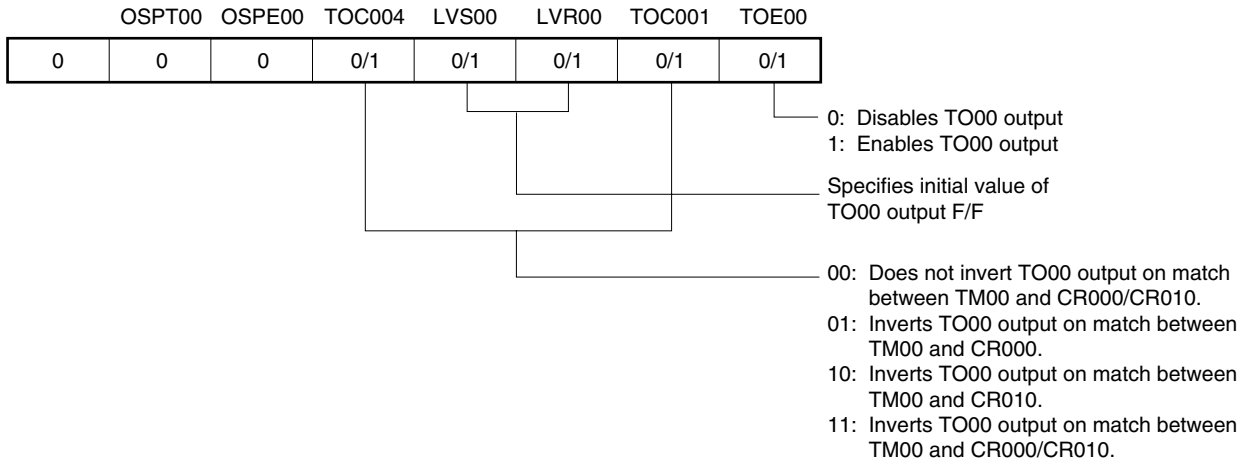 OSPT00 OSPE00 TOC004 LVS00 LVR00 TOC001 TOE00
0 0 0 0/1 0/1 0/1 0/1 0/1
0: Disables TO00 output
1: Enables TO00 output
Specifies initial value of
TO00 output F/F
00: Does not invert TO00 output on match
between TM00 and CR000/CR010.
01: Inverts TO00 output on match between
TM00 and CR000.
10: Inverts TO00 output on match between
TM00 and CR010.
11: Inverts TO00 output on match between
TM00 and CR000/CR010.